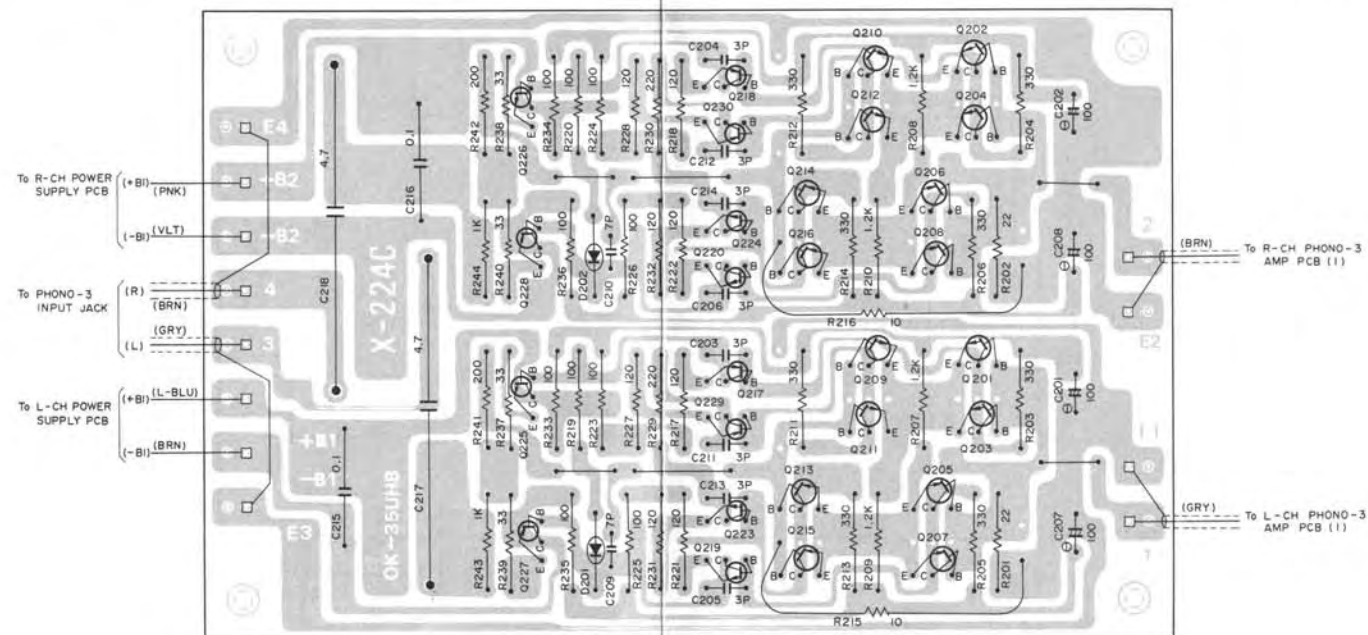 C204 3P
Q210
Q202
200
33
100
100
100
120
220
120
E C B
Q218
Q230
E C B
330
B C E
1.2K
E C B
330
Q212
Q204
C202
100
R242
R238
Q226
B
C
E
R234
R220
R224
R228
R230
R218
C212 3P
R212
R208
R204
E4
4.7
0.1
C216
To R-CH POWER
SUPPLY PCB
(+B1)
(PNK)
(-B1)
(VLT)
+B2
-B2
C214 3P
Q214
Q206
1K
33
100
7P
100
120
120
E C B
Q224
Q220
E C B
B C E
330
1.2K
E C B
330
22
Q216
Q208
C208
100
R244
R240
Q228
B
C
E
R236
D202
C210
R226
R232
R222
C206 3P
R214
R210
R206
R202
R216 10
2
(BRN)
To R-CH PHONO-3
AMP PCB (1)
E2
To PHONO-3
INPUT JACK
(R)
(BRN)
(GRY)
(L)
4
3
C218
X-224C
4.7
C203 3P
200
33
100
100
100
120
220
120
E C B
Q217
Q229
E C B
330
Q209
B C E
1.2K
Q201
E C B
330
Q211
Q203
C201
100
R241
R237
Q225
B
C
E
R233
R219
R223
R227
R229
R217
C211 3P
R211
R207
R203
To L-CH POWER
SUPPLY PCB
(+B1)
(L-BLU)
(-B1)
(BRN)
+B1
-B1
0.1
C215
E3
OK-35UHB
C217
C213 3P
Q213
Q205
1K
33
100
7P
100
120
120
E C B
Q223
Q219
E C B
B C E
330
1.2K
E C B
330
22
Q215
Q207
C207
100
R243
R239
Q227
B
C
E
R235
D201
C209
R225
R231
R221
C205 3P
R213
R209
R205
R201
R215 10
(GRY)
To L-CH PHONO-3
AMP PCB (1)
1